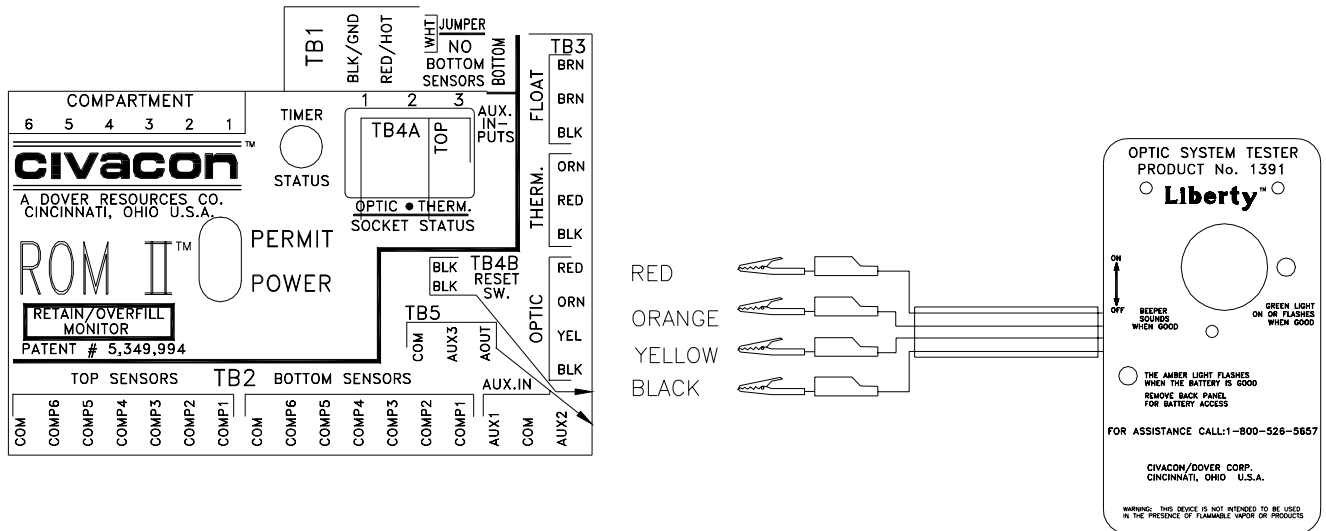 TB1
BLK/GND
RED/HOT
WHT
JUMPER
NO
BOTTOM
SENSORS
BOTTOM
TB3
FLOAT
BRN
BRN
BLK
THERM.
ORN
RED
BLK
OPTIC
RED
ORN
YEL
BLK
COMPARTMENT
6 5 4 3 2 1
TIMER
STATUS
1 2 3
TB4A
TOP
AUX.
IN-
PUTS
OPTIC ● THERM.
SOCKET STATUS
civacon™
A DOVER RESOURCES CO.
CINCINNATI, OHIO U.S.A.
ROM II™
PERMIT
POWER
RETAIN/OVERFILL
MONITOR
PATENT # 5,349,994
BLK
BLK
TB4B
RESET
SW.
TB5
COM
AUX3
AOUT
TOP SENSORS TB2 BOTTOM SENSORS
AUX.IN
COM COMP6 COMP5 COMP4 COMP3 COMP2 COMP1 COM COMP6 COMP5 COMP4 COMP3 COMP2 COMP1 AUX1 COM AUX2
RED
ORANGE
YELLOW
BLACK
OPTIC SYSTEM TESTER
PRODUCT No. 1391
Liberty™
ON
OFF
BEEPER
SOUNDS
WHEN GOOD
GREEN LIGHT
ON OR FLASHES
WHEN GOOD
THE AMBER LIGHT FLASHES
WHEN THE BATTERY IS GOOD
REMOVE BACK PANEL
FOR BATTERY ACCESS
FOR ASSISTANCE CALL:1-800-526-5657
CIVACON/DOVER CORP.
CINCINNATI, OHIO U.S.A.
WARNING: THIS DEVICE IS NOT INTENDED TO BE USED
IN THE PRESENCE OF FLAMMABLE VAPOR OR PRODUCTS